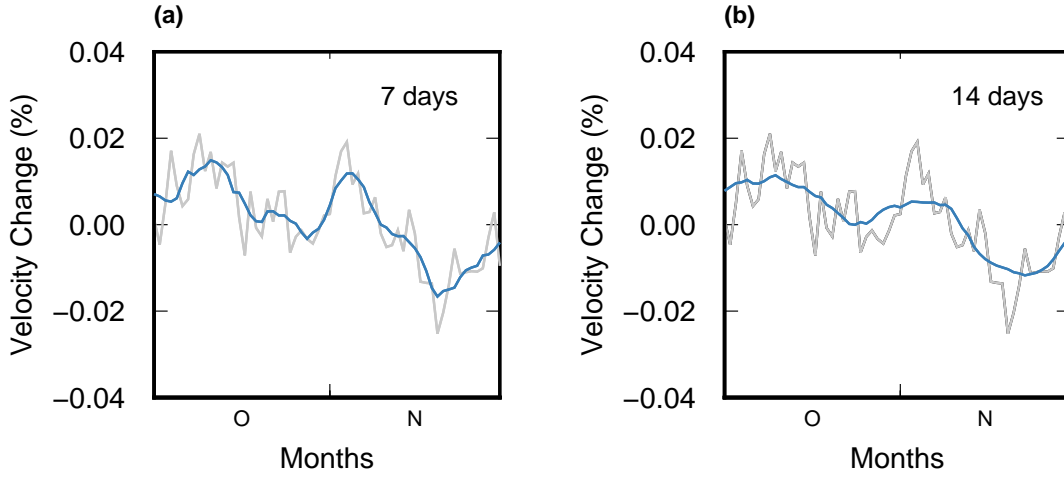 (a)
Velocity Change (%)
0.04
0.02
0.00
−0.02
−0.04
7 days
O
N
Months
(b)
Velocity Change (%)
0.04
0.02
0.00
−0.02
−0.04
14 days
O
N
Months